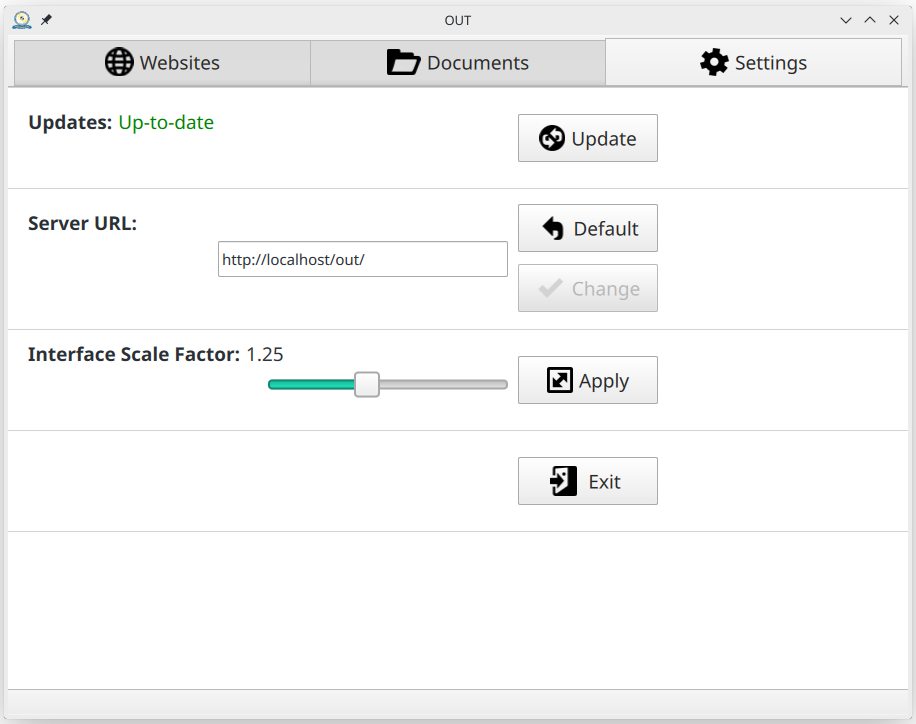 OUT
Websites
Documents
Settings
Updates: Up-to-date
Update
Server URL:
Default
http://localhost/out/
Change
Interface Scale Factor: 1.25
Apply
Exit